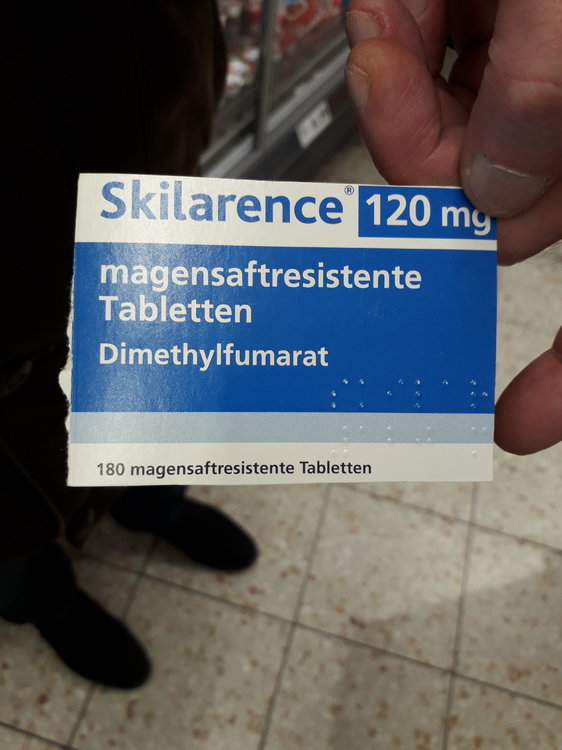 Skilarence® 120 mg
magensaftresistente
Tabletten
Dimethylfumarat
180 magensaftresistente Tabletten